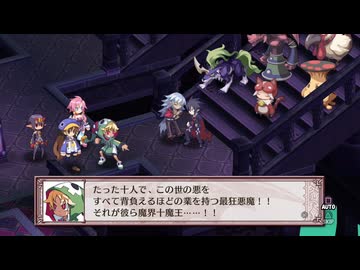 たった十人で、この世の悪を
すべて背負えるほどの業を持つ最狂悪魔！！
それが彼ら魔界十魔王……！！
AUTO
SKIP